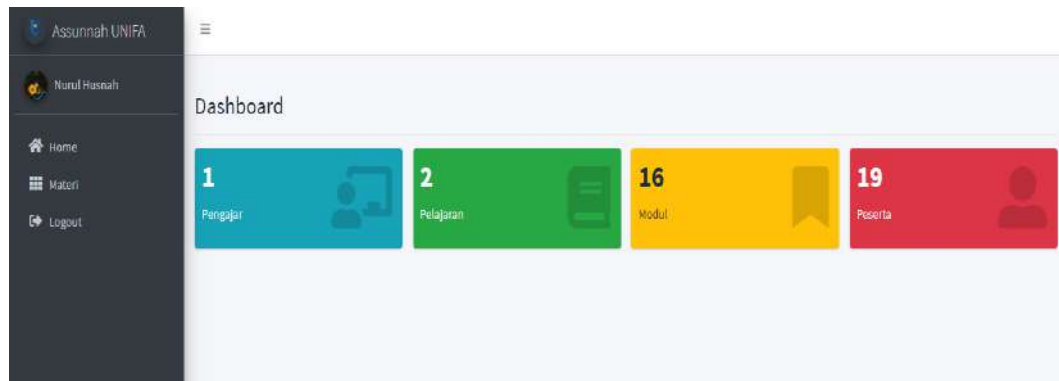 Assunnah UNIFA
Nurul Husnah
Home
Materi
Logout
Dashboard
1
Pengajar
2
Pelajaran
16
Modul
19
Peserta